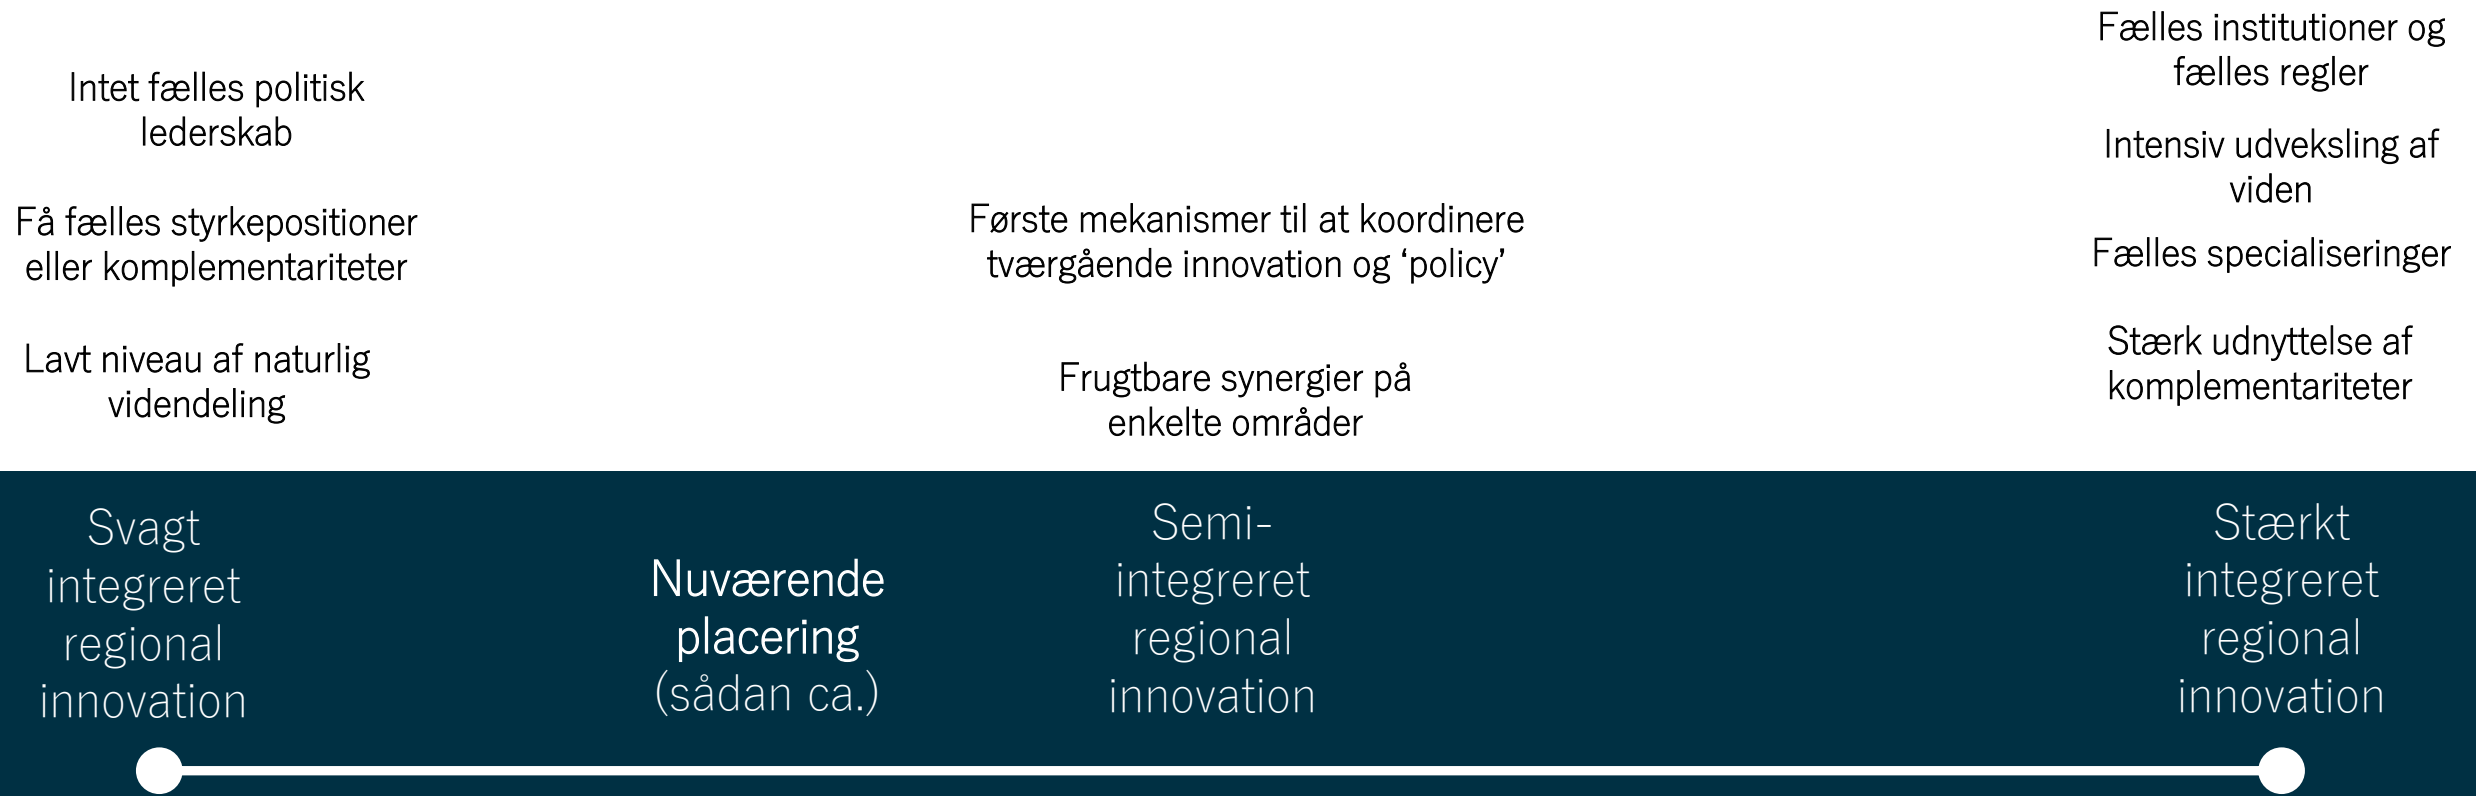 Intet fælles politisk
lederskab
Få fælles styrkepositioner
eller komplementariteter
Lavt niveau af naturlig
videndeling
Første mekanismer til at koordinere
tværgående innovation og ‘policy’
Frugtbare synergier på
enkelte områder
Fælles institutioner og
fælles regler
Intensiv udveksling af
viden
Fælles specialiseringer
Stærk udnyttelse af
komplementariteter
Svagt
integreret
regional
innovation
Nuværende
placering
(sådan ca.)
Semi-
integreret
regional
innovation
Stærkt
integreret
regional
innovation